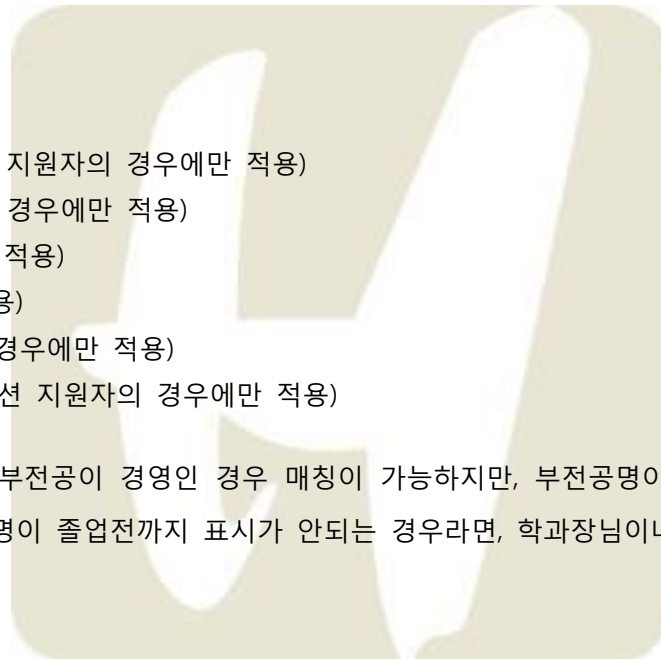 지원자의 경우에만 적용)
경우에만 적용)
적용)
용)
경우에만 적용)
션 지원자의 경우에만 적용)
부전공이 경영인 경우 매칭이 가능하지만, 부전공명이
명이 졸업전까지 표시가 안되는 경우라면, 학과장님이나